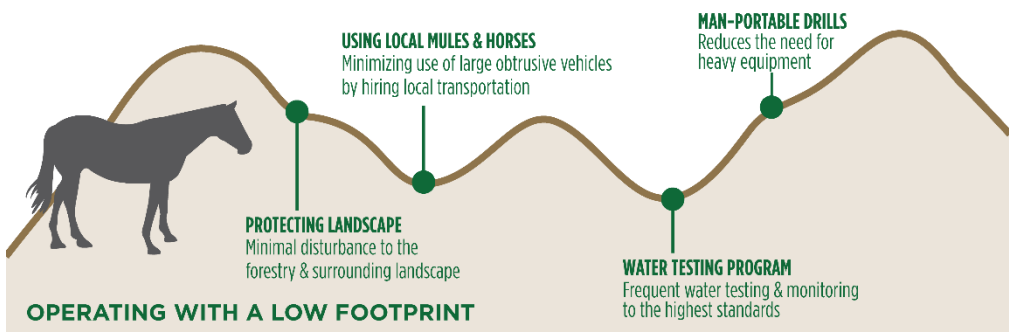 USING LOCAL MULES & HORSES
Minimizing use of large obtrusive vehicles
by hiring local transportation
MAN-PORTABLE DRILLS
Reduces the need for
heavy equipment
PROTECTING LANDSCAPE
Minimal disturbance to the
forestry & surrounding landscape
WATER TESTING PROGRAM
Frequent water testing & monitoring
to the highest standards
OPERATING WITH A LOW FOOTPRINT